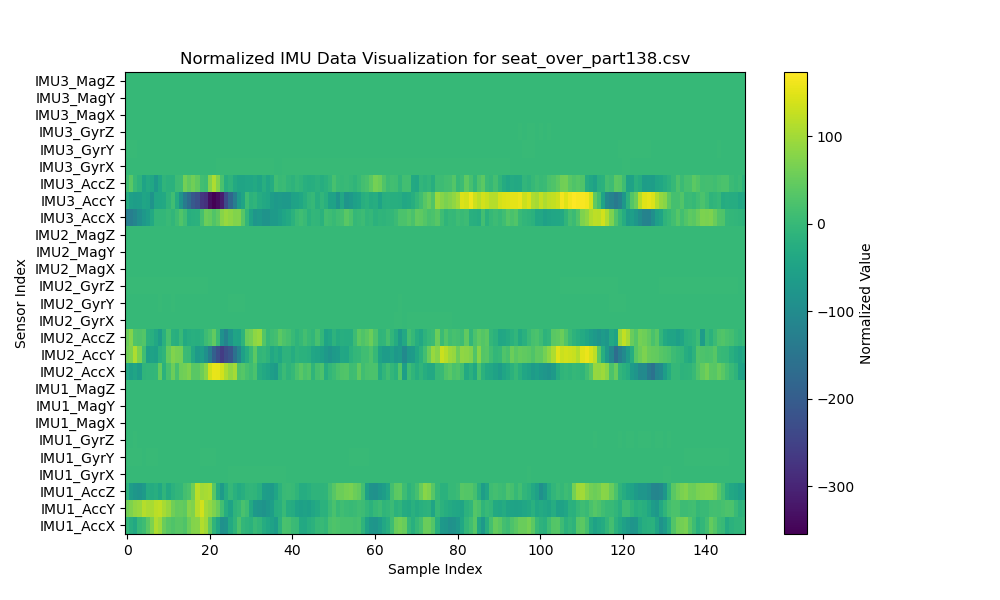 Normalized IMU Data Visualization for seat_over_part138.csv
IMU3_MagZ
IMU3_MagY
IMU3_MagX
IMU3_GyrZ
IMU3_GyrY
IMU3_GyrX
IMU3_AccZ
IMU3_AccY
IMU3_AccX
IMU2_MagZ
IMU2_MagY
IMU2_MagX
IMU2_GyrZ
IMU2_GyrY
IMU2_GyrX
IMU2_AccZ
IMU2_AccY
IMU2_AccX
IMU1_MagZ
IMU1_MagY
IMU1_MagX
IMU1_GyrZ
IMU1_GyrY
IMU1_GyrX
IMU1_AccZ
IMU1_AccY
IMU1_AccX
Sensor Index
0 20 40 60 80 100 120 140
Sample Index
100
0
−100
−200
−300
Normalized Value